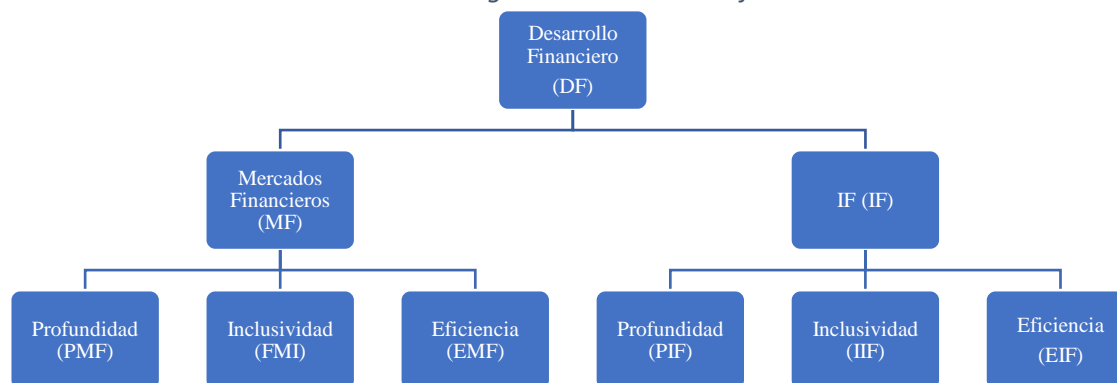 Desarrollo
Financiero
(DF)
Mercados
Financieros
(MF)
IF (IF)
Profundidad
(PMF)
Inclusividad
(FMI)
Eficiencia
(EMF)
Profundidad
(PIF)
Inclusividad
(IIF)
Eficiencia
(EIF)